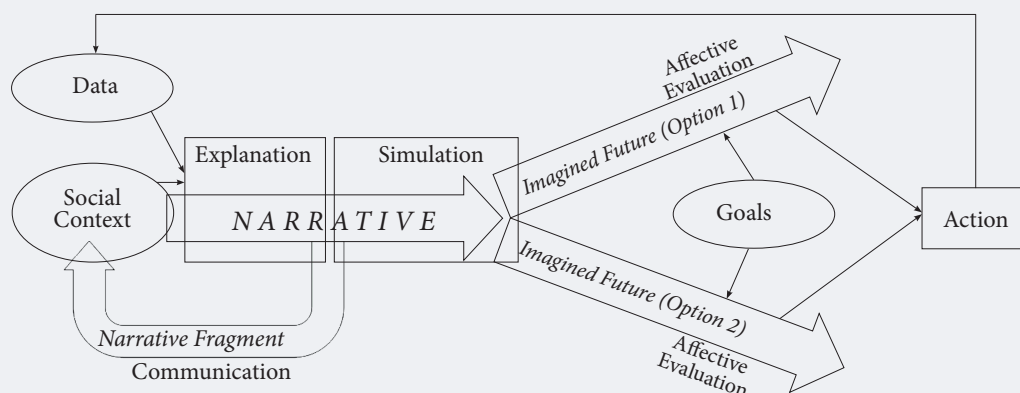 Data
Affective
Evaluation
Imagined Future (Option 1)
Explanation
Simulation
Social
Context
NARRATIVE
Goals
Action
Imagined Future (Option 2)
Narrative Fragment
Communication
Affective
Evaluation